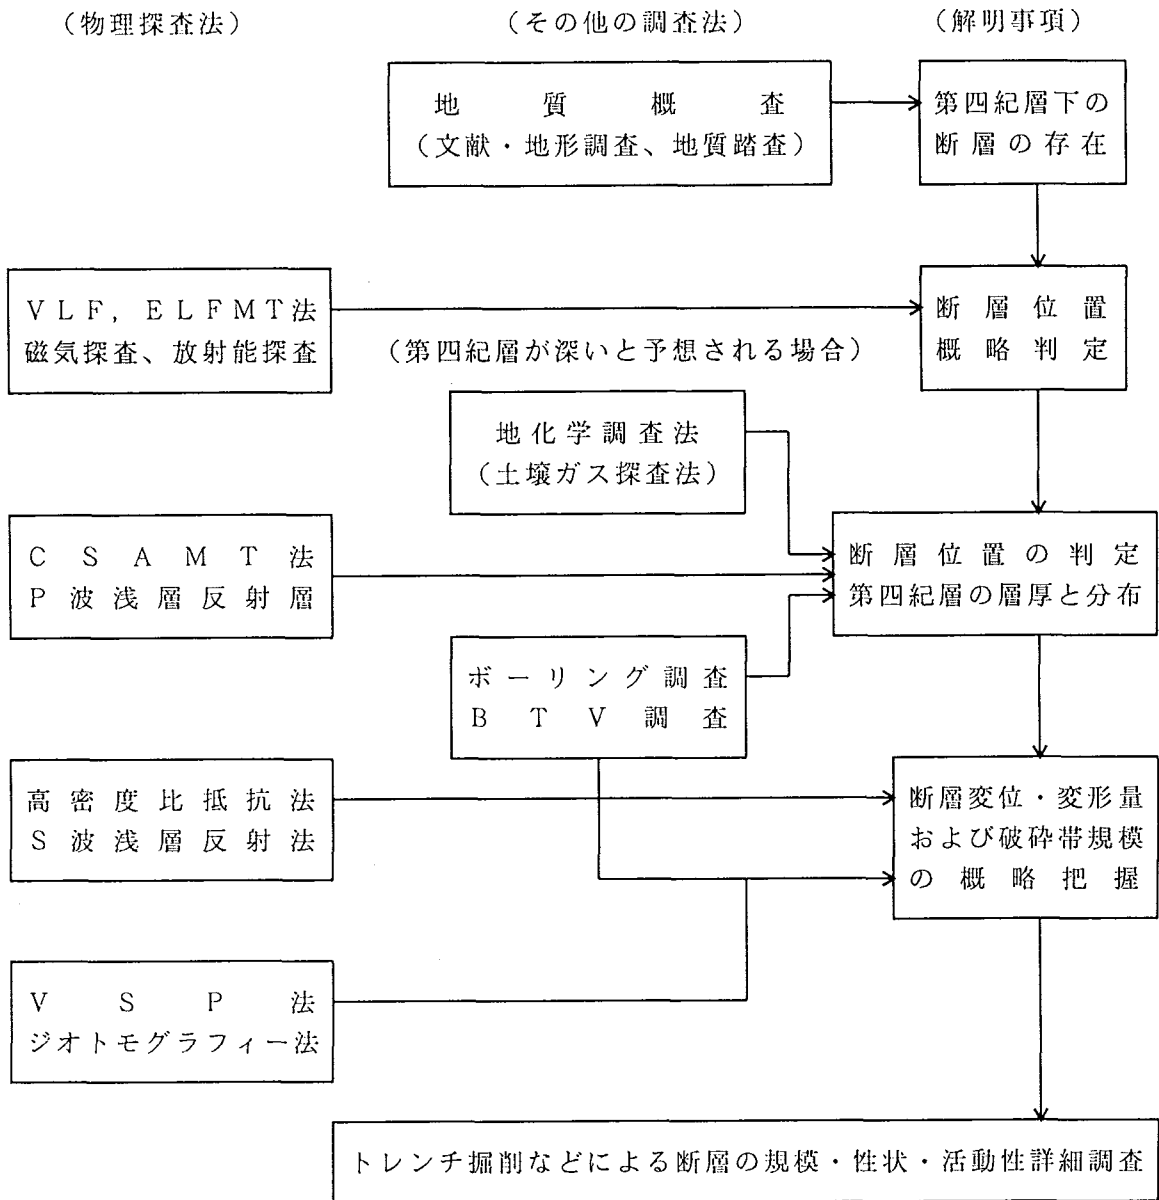 （物理探査法）
（その他の調査法）
（解明事項）
地質概査
（文献・地形調査、地質踏査）
第四紀層下の
断層の存在
VLF, ELFMT法
磁気探査、放射能探査
（第四紀層が深いと予想される場合）
断層位置
概略判定
地化学調査法
（土壌ガス探査法）
CSAMT法
P波浅層反射層
断層位置の判定
第四紀層の層厚と分布
ボーリング調査
BTV調査
高密度比抵抗法
S波浅層反射法
断層変位・変形量
および破砕帯規模
の概略把握
VSP法
ジオトモグラフィー法
トレンチ掘削などによる断層の規模・性状・活動性詳細調査